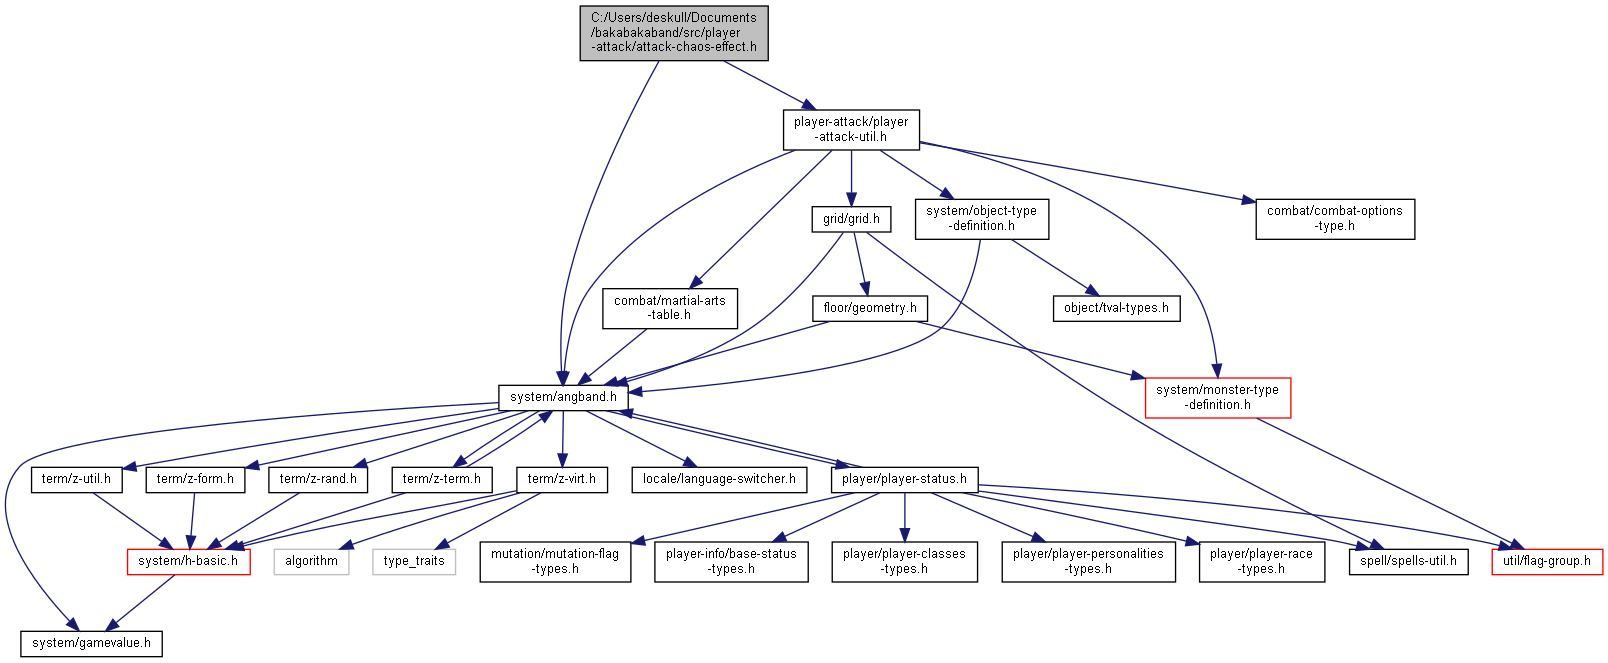 C:/Users/deskull/Documents
/bakabakaband/src/player
-attack/attack-chaos-effect.h
player-attack/player
-attack-util.h
grid/grid.h
system/object-type
-definition.h
combat/combat-options
-type.h
combat/martial-arts
-table.h
floor/geometry.h
object/tval-types.h
system/angband.h
system/monster-type
-definition.h
term/z-util.h
term/z-form.h
term/z-rand.h
term/z-term.h
term/z-virt.h
locale/language-switcher.h
player/player-status.h
system/h-basic.h
algorithm
type_traits
mutation/mutation-flag
-types.h
player-info/base-status
-types.h
player/player-classes
-types.h
player/player-personalities
-types.h
player/player-race
-types.h
spell/spells-util.h
util/flag-group.h
system/gamevalue.h